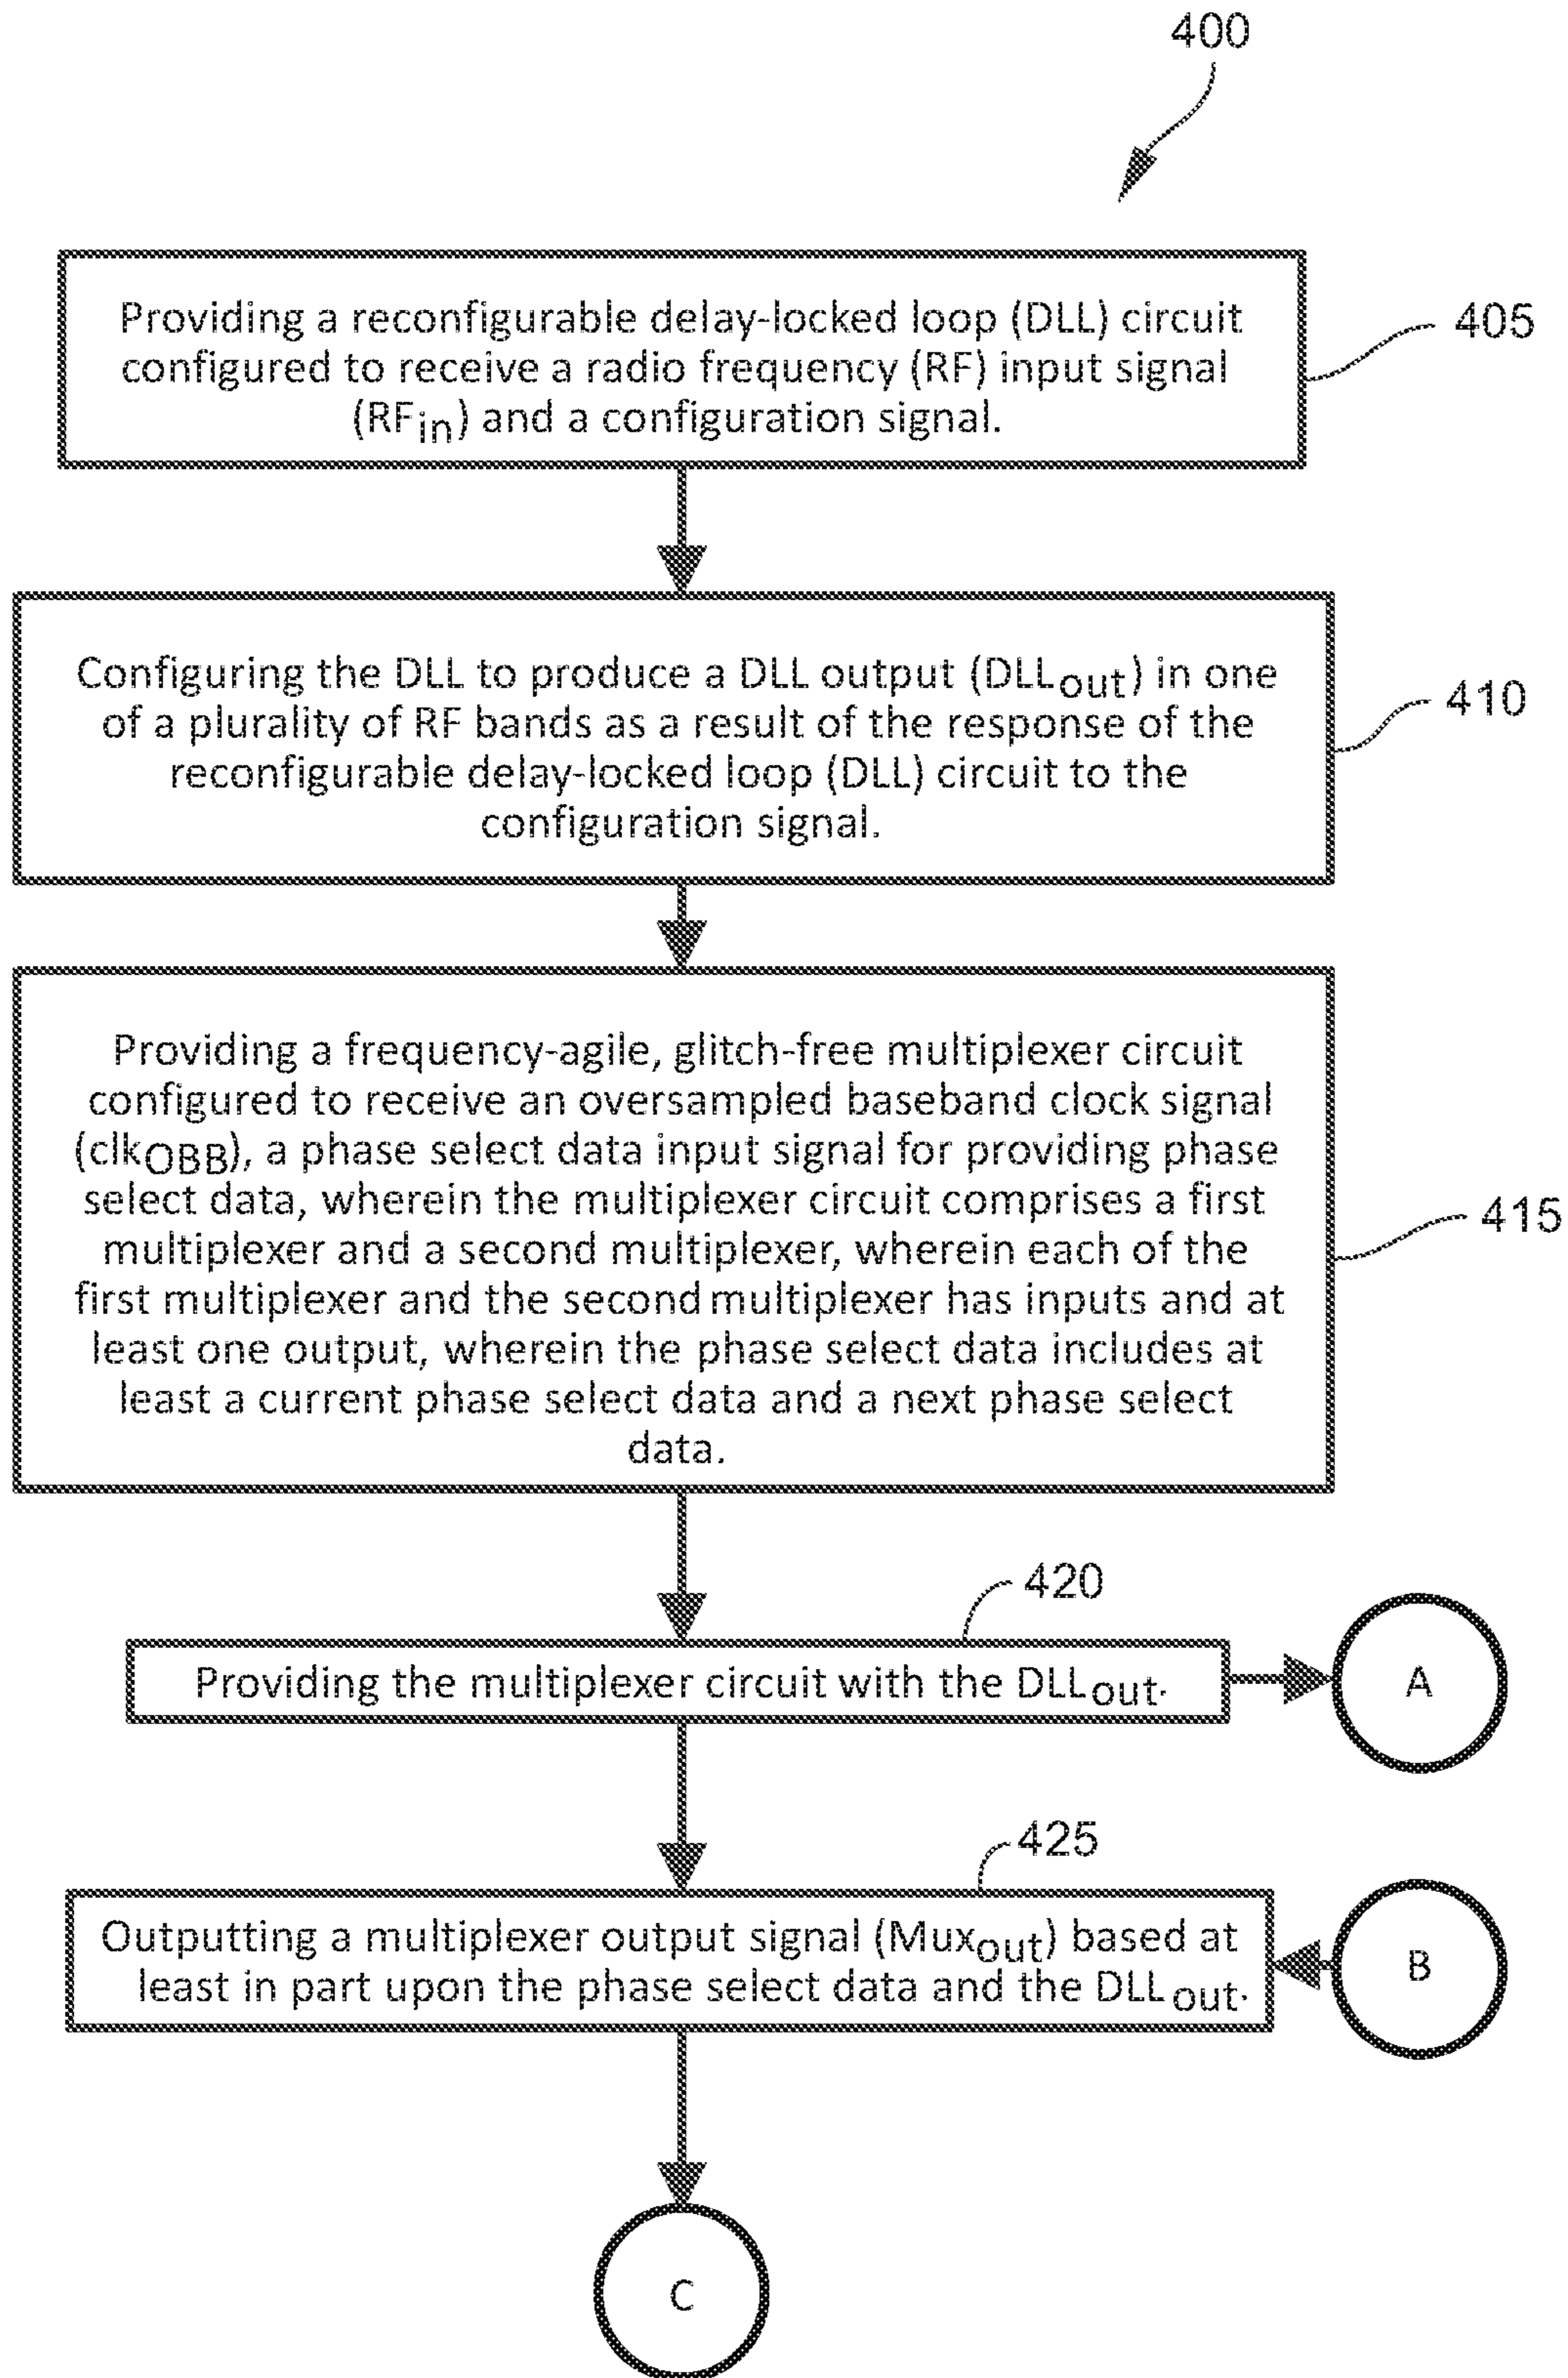 400
Providing a reconfigurable delay-locked loop (DLL) circuit
configured to receive a radio frequency (RF) input signal
(RFin) and a configuration signal.
405
Configuring the DLL to produce a DLL output (DLLout) in one
of a plurality of RF bands as a result of the response of the
reconfigurable delay-locked loop (DLL) circuit to the
configuration signal.
410
Providing a frequency-agile, glitch-free multiplexer circuit
configured to receive an oversampled baseband clock signal
(clkOBB), a phase select data input signal for providing phase
select data, wherein the multiplexer circuit comprises a first
multiplexer and a second multiplexer, wherein each of the
first multiplexer and the second multiplexer has inputs and at
least one output, wherein the phase select data includes at
least a current phase select data and a next phase select
data.
415
420
Providing the multiplexer circuit with the DLLout.
A
425
Outputting a multiplexer output signal (Muxout) based at
least in part upon the phase select data and the DLLout.
B
C